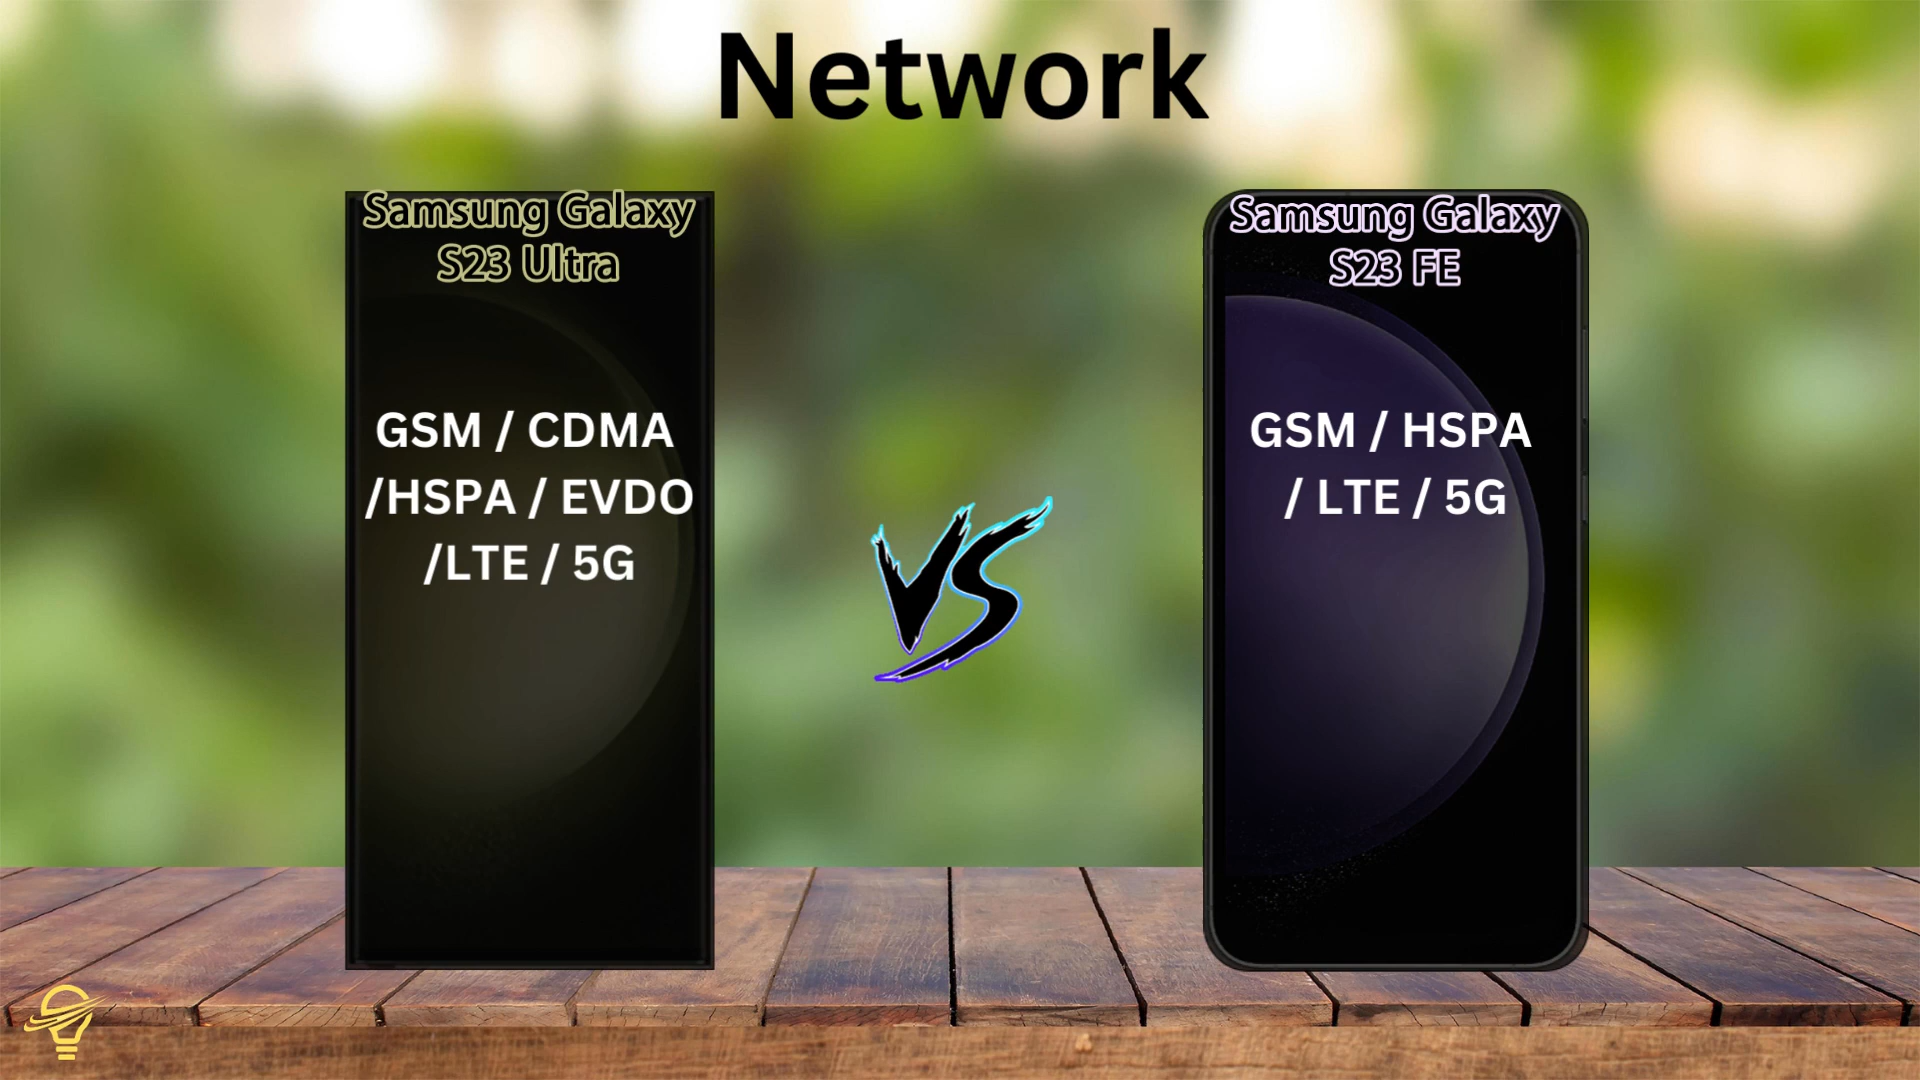 Network
Samsung Galaxy
S23 Ultra
GSM / CDMA
/HSPA / EVDO
/LTE / 5G
VS
Samsung Galaxy
S23 FE
GSM / HSPA
/ LTE / 5G